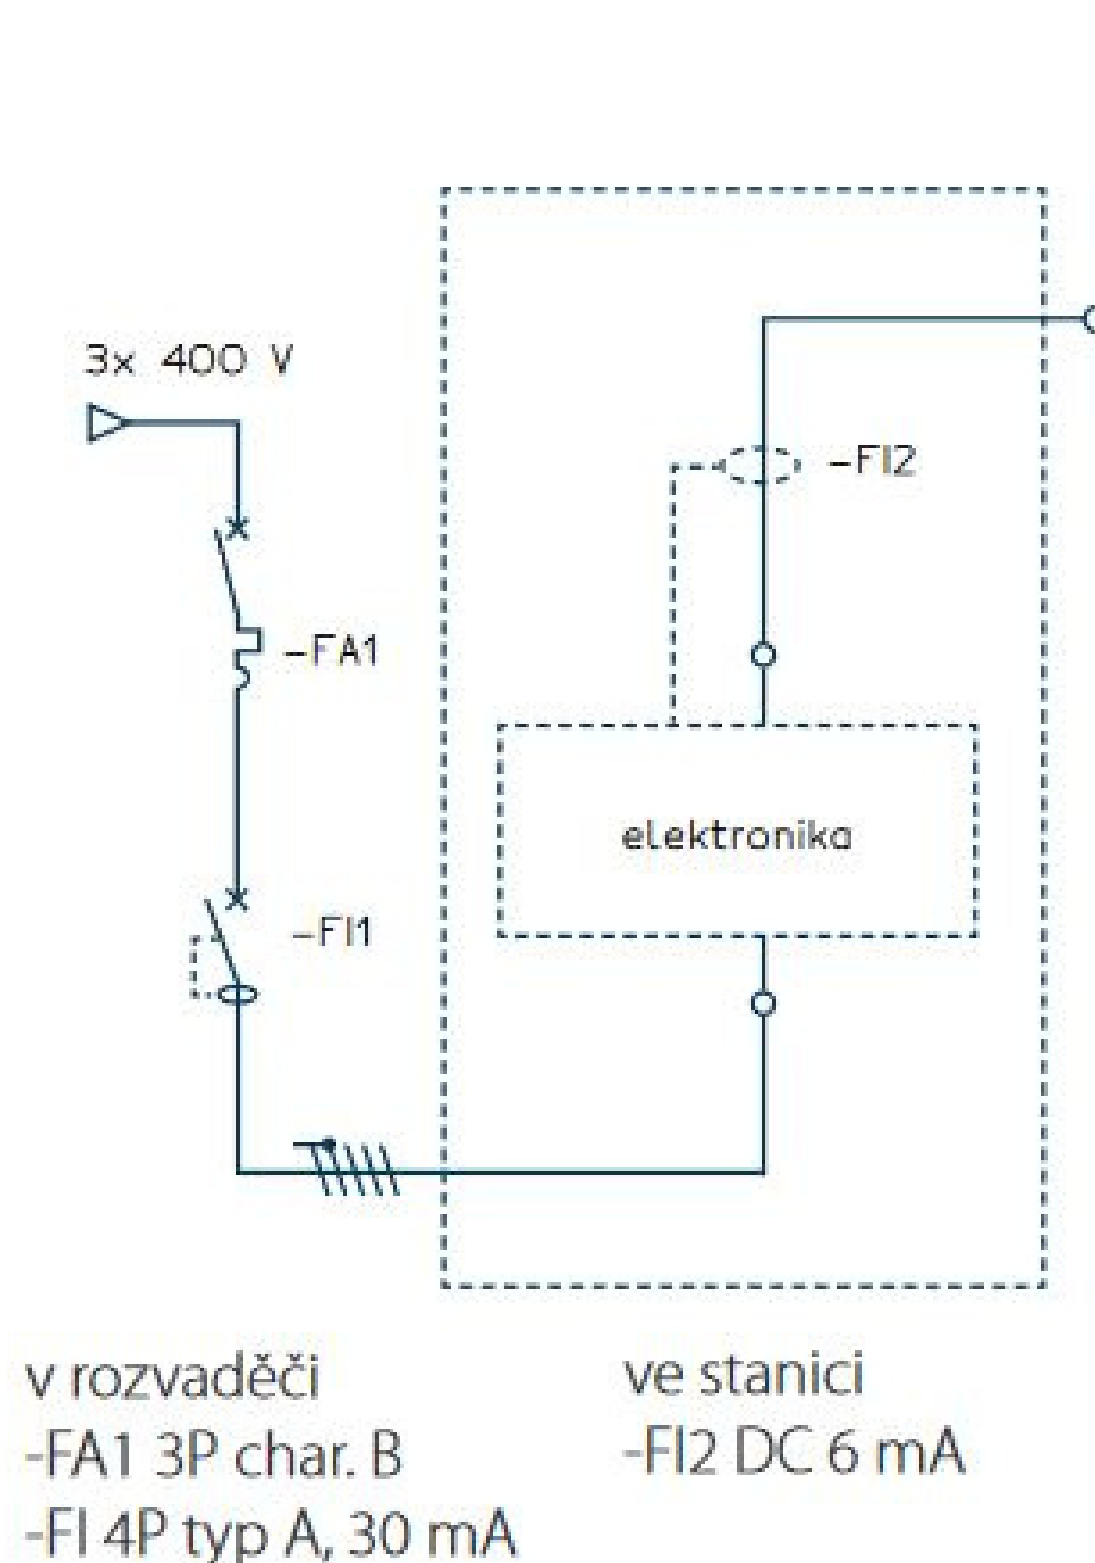 3x 400 V
-FI2
-FA1
elektronika
-FI1
v rozvaděči
-FA1 3P char. B
-FI 4P typ A, 30 mA
ve stanici
-FI2 DC 6 mA